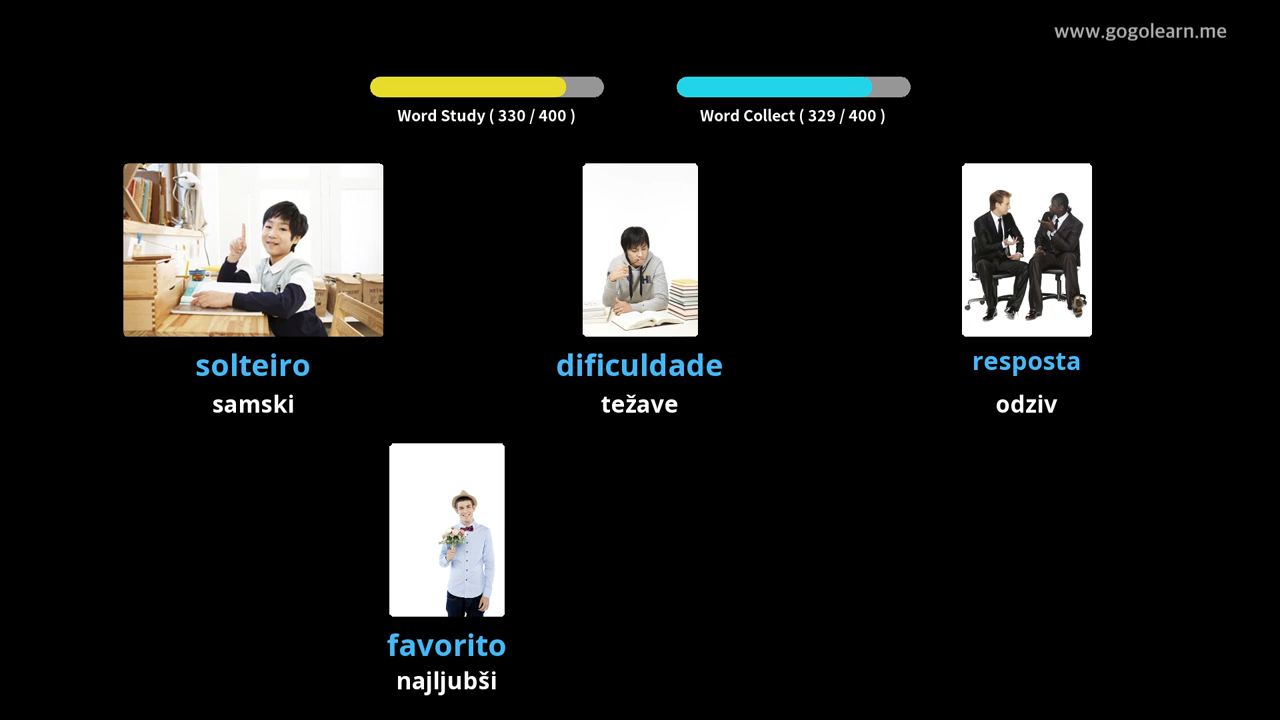 www.gogolearn.me
Word Study ( 330 / 400 )
Word Collect ( 329 / 400 )
solteiro
samski
dificuldade
težave
resposta
odziv
favorito
najljubši